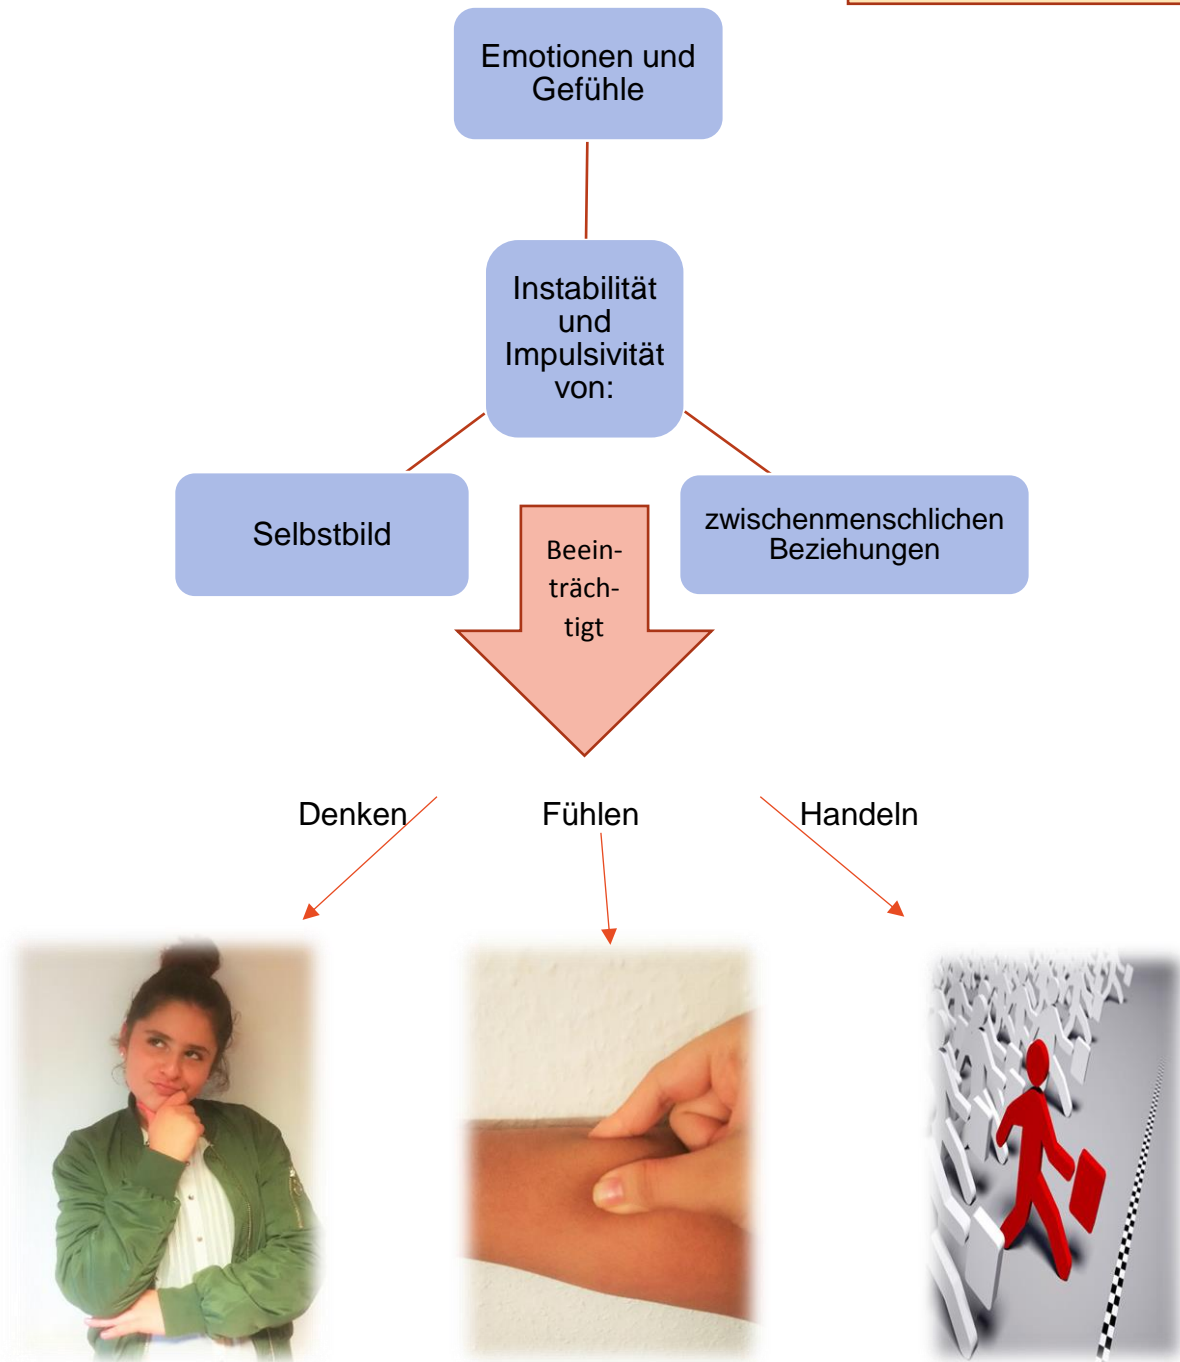 Emotionen und
Gefühle
Instabilität
und
Impulsivität
von:
Selbstbild
zwischenmenschlichen
Beziehungen
Beein-
träch-
tigt
Denken
Fühlen
Handeln